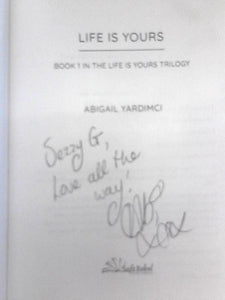 LIFE IS YOURS
BOOK 1 IN THE LIFE IS YOURS TRILOGY
ABIGAIL YARDIMCI
Sezzy G,
Love all the
way!